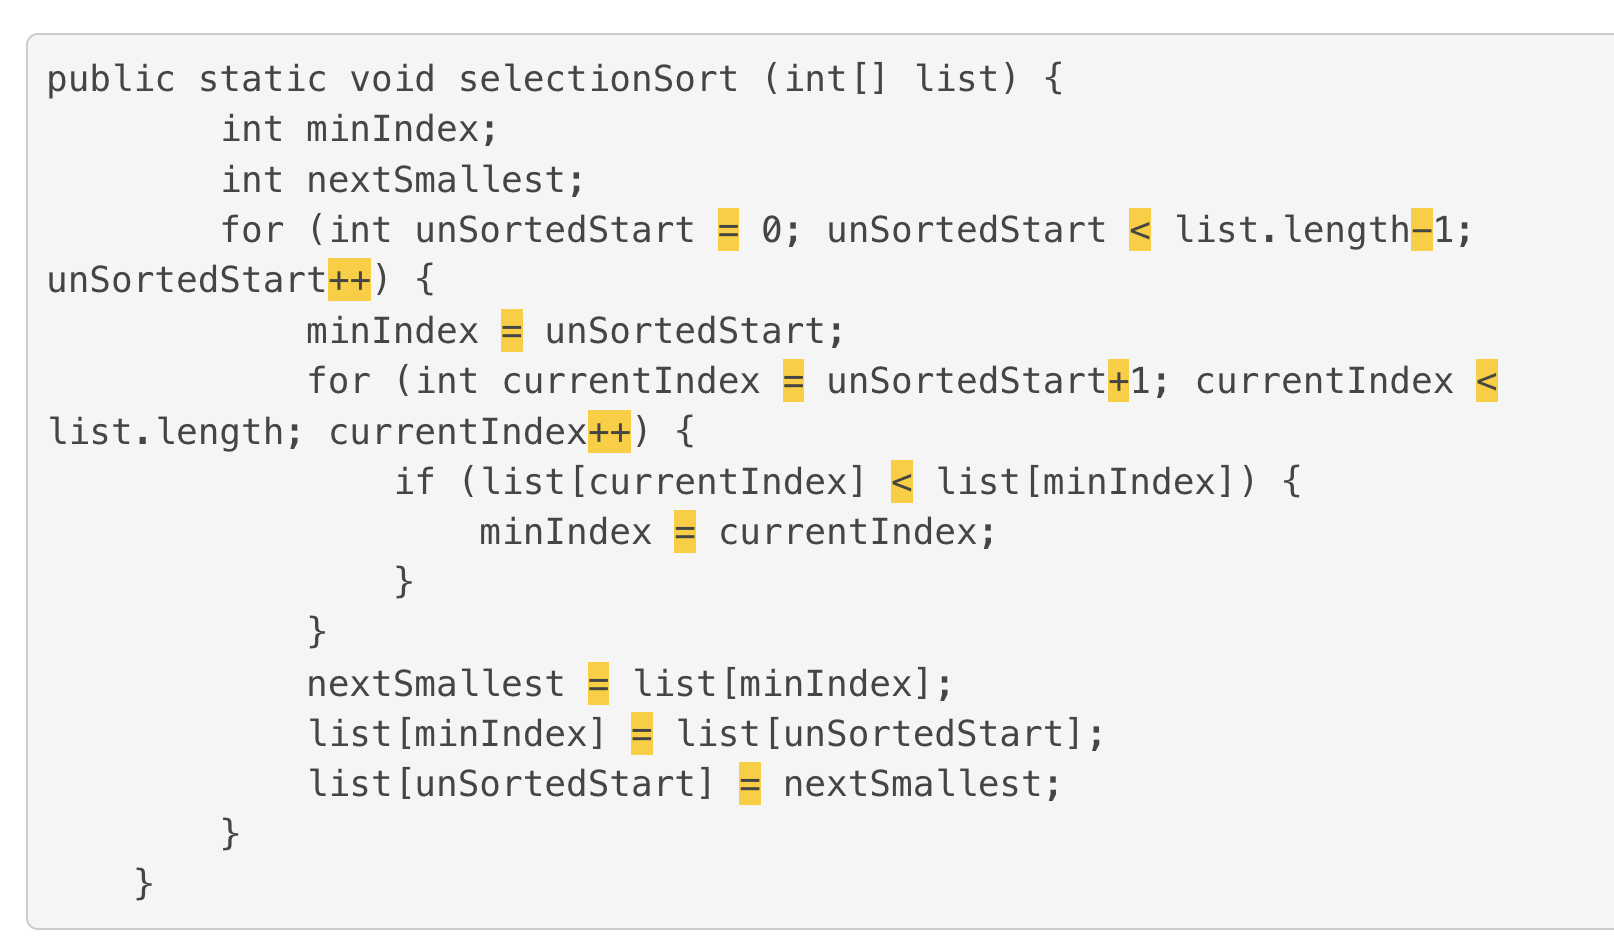 public static void selectionSort (int[] list) {
        int minIndex;
        int nextSmallest;
        for (int unSortedStart = 0; unSortedStart < list.length-1;
unSortedStart++) {
            minIndex = unSortedStart;
            for (int currentIndex = unSortedStart+1; currentIndex <
list.length; currentIndex++) {
                if (list[currentIndex] < list[minIndex]) {
                    minIndex = currentIndex;
                }
            }
            nextSmallest = list[minIndex];
            list[minIndex] = list[unSortedStart];
            list[unSortedStart] = nextSmallest;
        }
    }